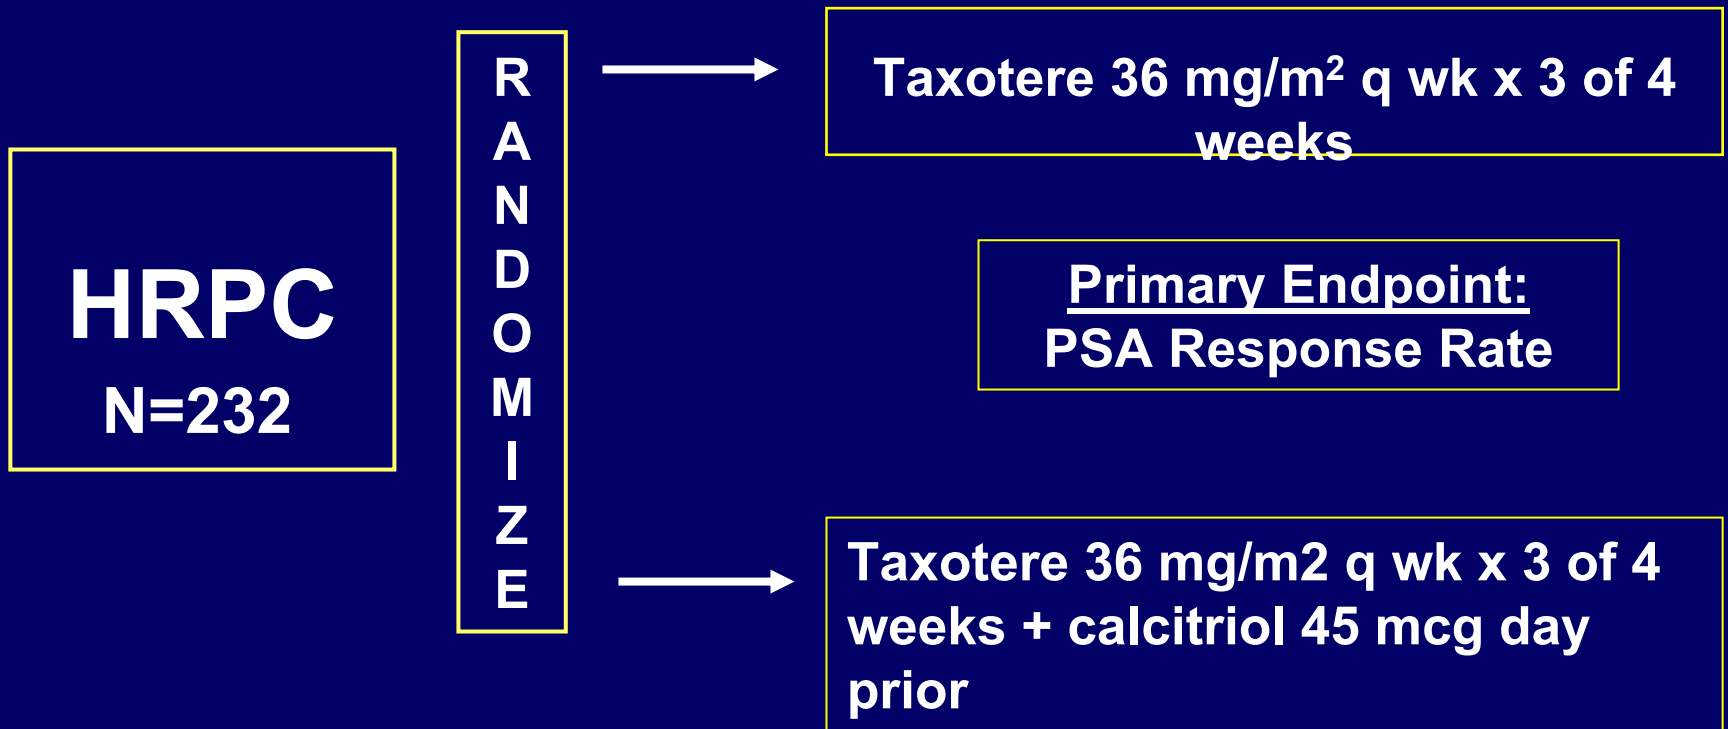 HRPC
N=232
R
A
N
D
O
M
I
Z
E
Taxotere 36 mg/m² q wk x 3 of 4
weeks
Primary Endpoint:
PSA Response Rate
Taxotere 36 mg/m2 q wk x 3 of 4
weeks + calcitriol 45 mcg day
prior